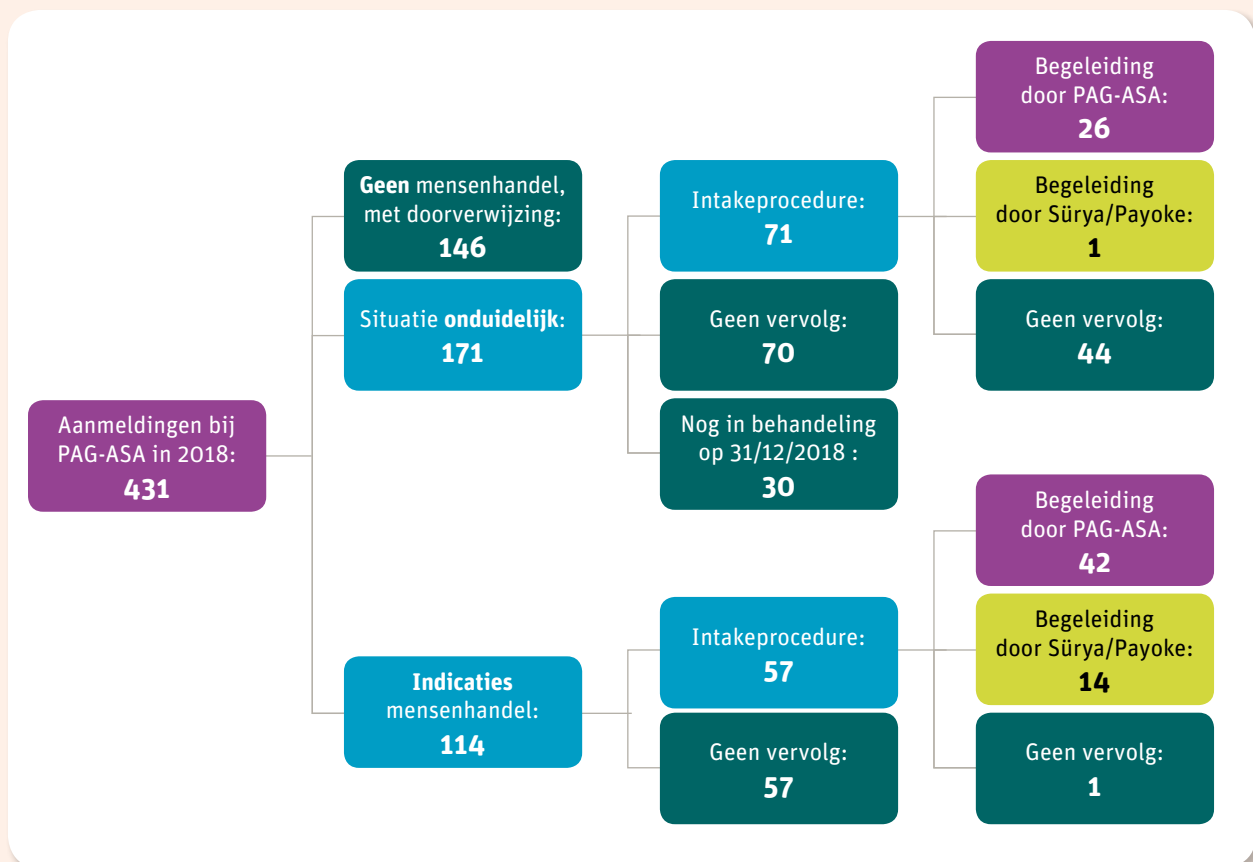 Aanmeldingen bij
PAG-ASA in 2018:
431
Geen mensenhandel,
met doorverwijzing:
146
Situatie onduidelijk:
171
Indicaties
mensenhandel:
114
Intakeprocedure:
71
Geen vervolg:
70
Nog in behandeling
op 31/12/2018 :
30
Intakeprocedure:
57
Geen vervolg:
57
Begeleiding
door PAG-ASA:
26
Begeleiding
door Sürya/Payoke:
1
Geen vervolg:
44
Begeleiding
door PAG-ASA:
42
Begeleiding
door Sürya/Payoke:
14
Geen vervolg:
1